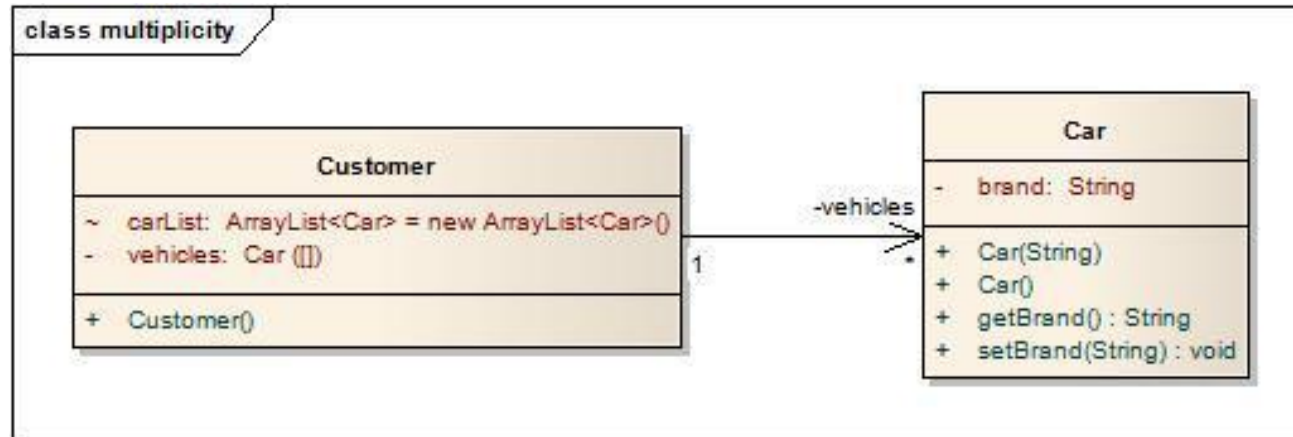 class multiplicity
Customer
~ carList: ArrayList<Car> = new ArrayList<Car>()
- vehicles: Car ([])
+ Customer()
1
-vehicles
*
Car
- brand: String
+ Car(String)
+ Car()
+ getBrand() : String
+ setBrand(String) : void